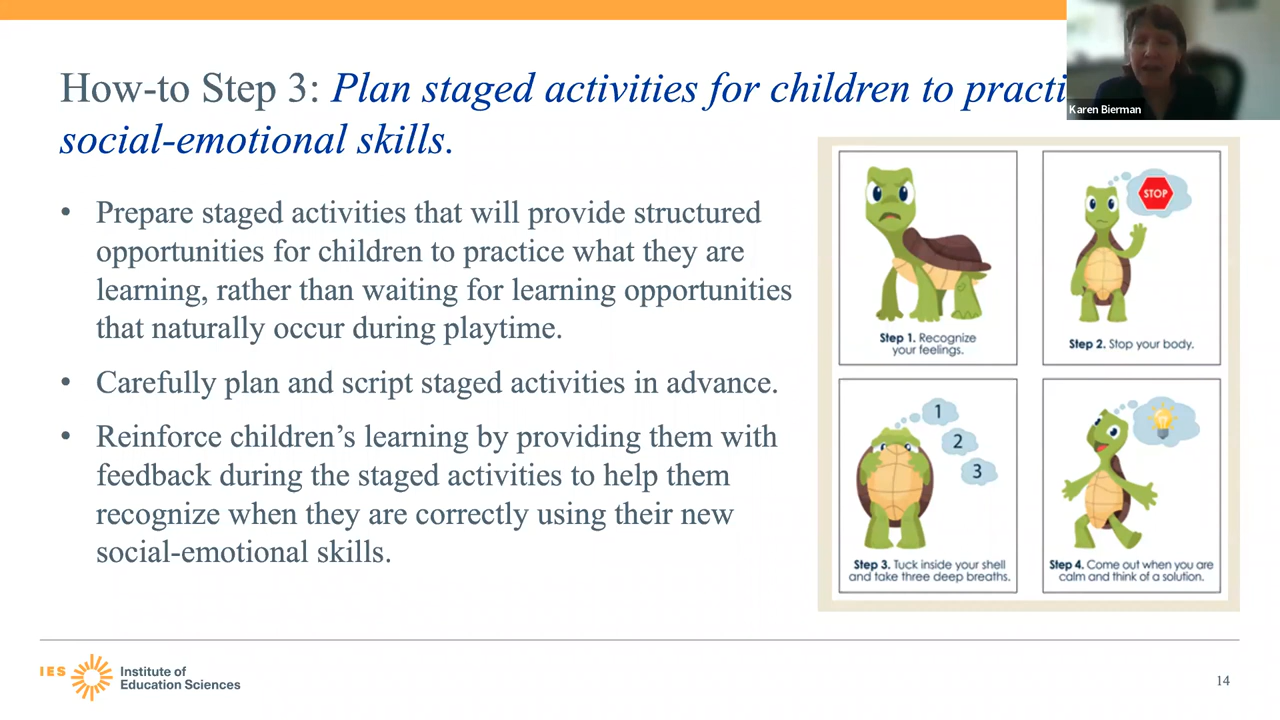 How-to Step 3: Plan staged activities for children to practi
social-emotional skills.
Karen Bierman
• Prepare staged activities that will provide structured
opportunities for children to practice what they are
learning, rather than waiting for learning opportunities
that naturally occur during playtime.
• Carefully plan and script staged activities in advance.
• Reinforce children’s learning by providing them with
feedback during the staged activities to help them
recognize when they are correctly using their new
social-emotional skills.
Step 1. Recognize
your feelings.
STOP
Step 2. Stop your body.
1
2
3
Step 3. Tuck inside your shell
and take three deep breaths.
Step 4. Come out when you are
calm and think of a solution.
IES
Institute of
Education Sciences
14